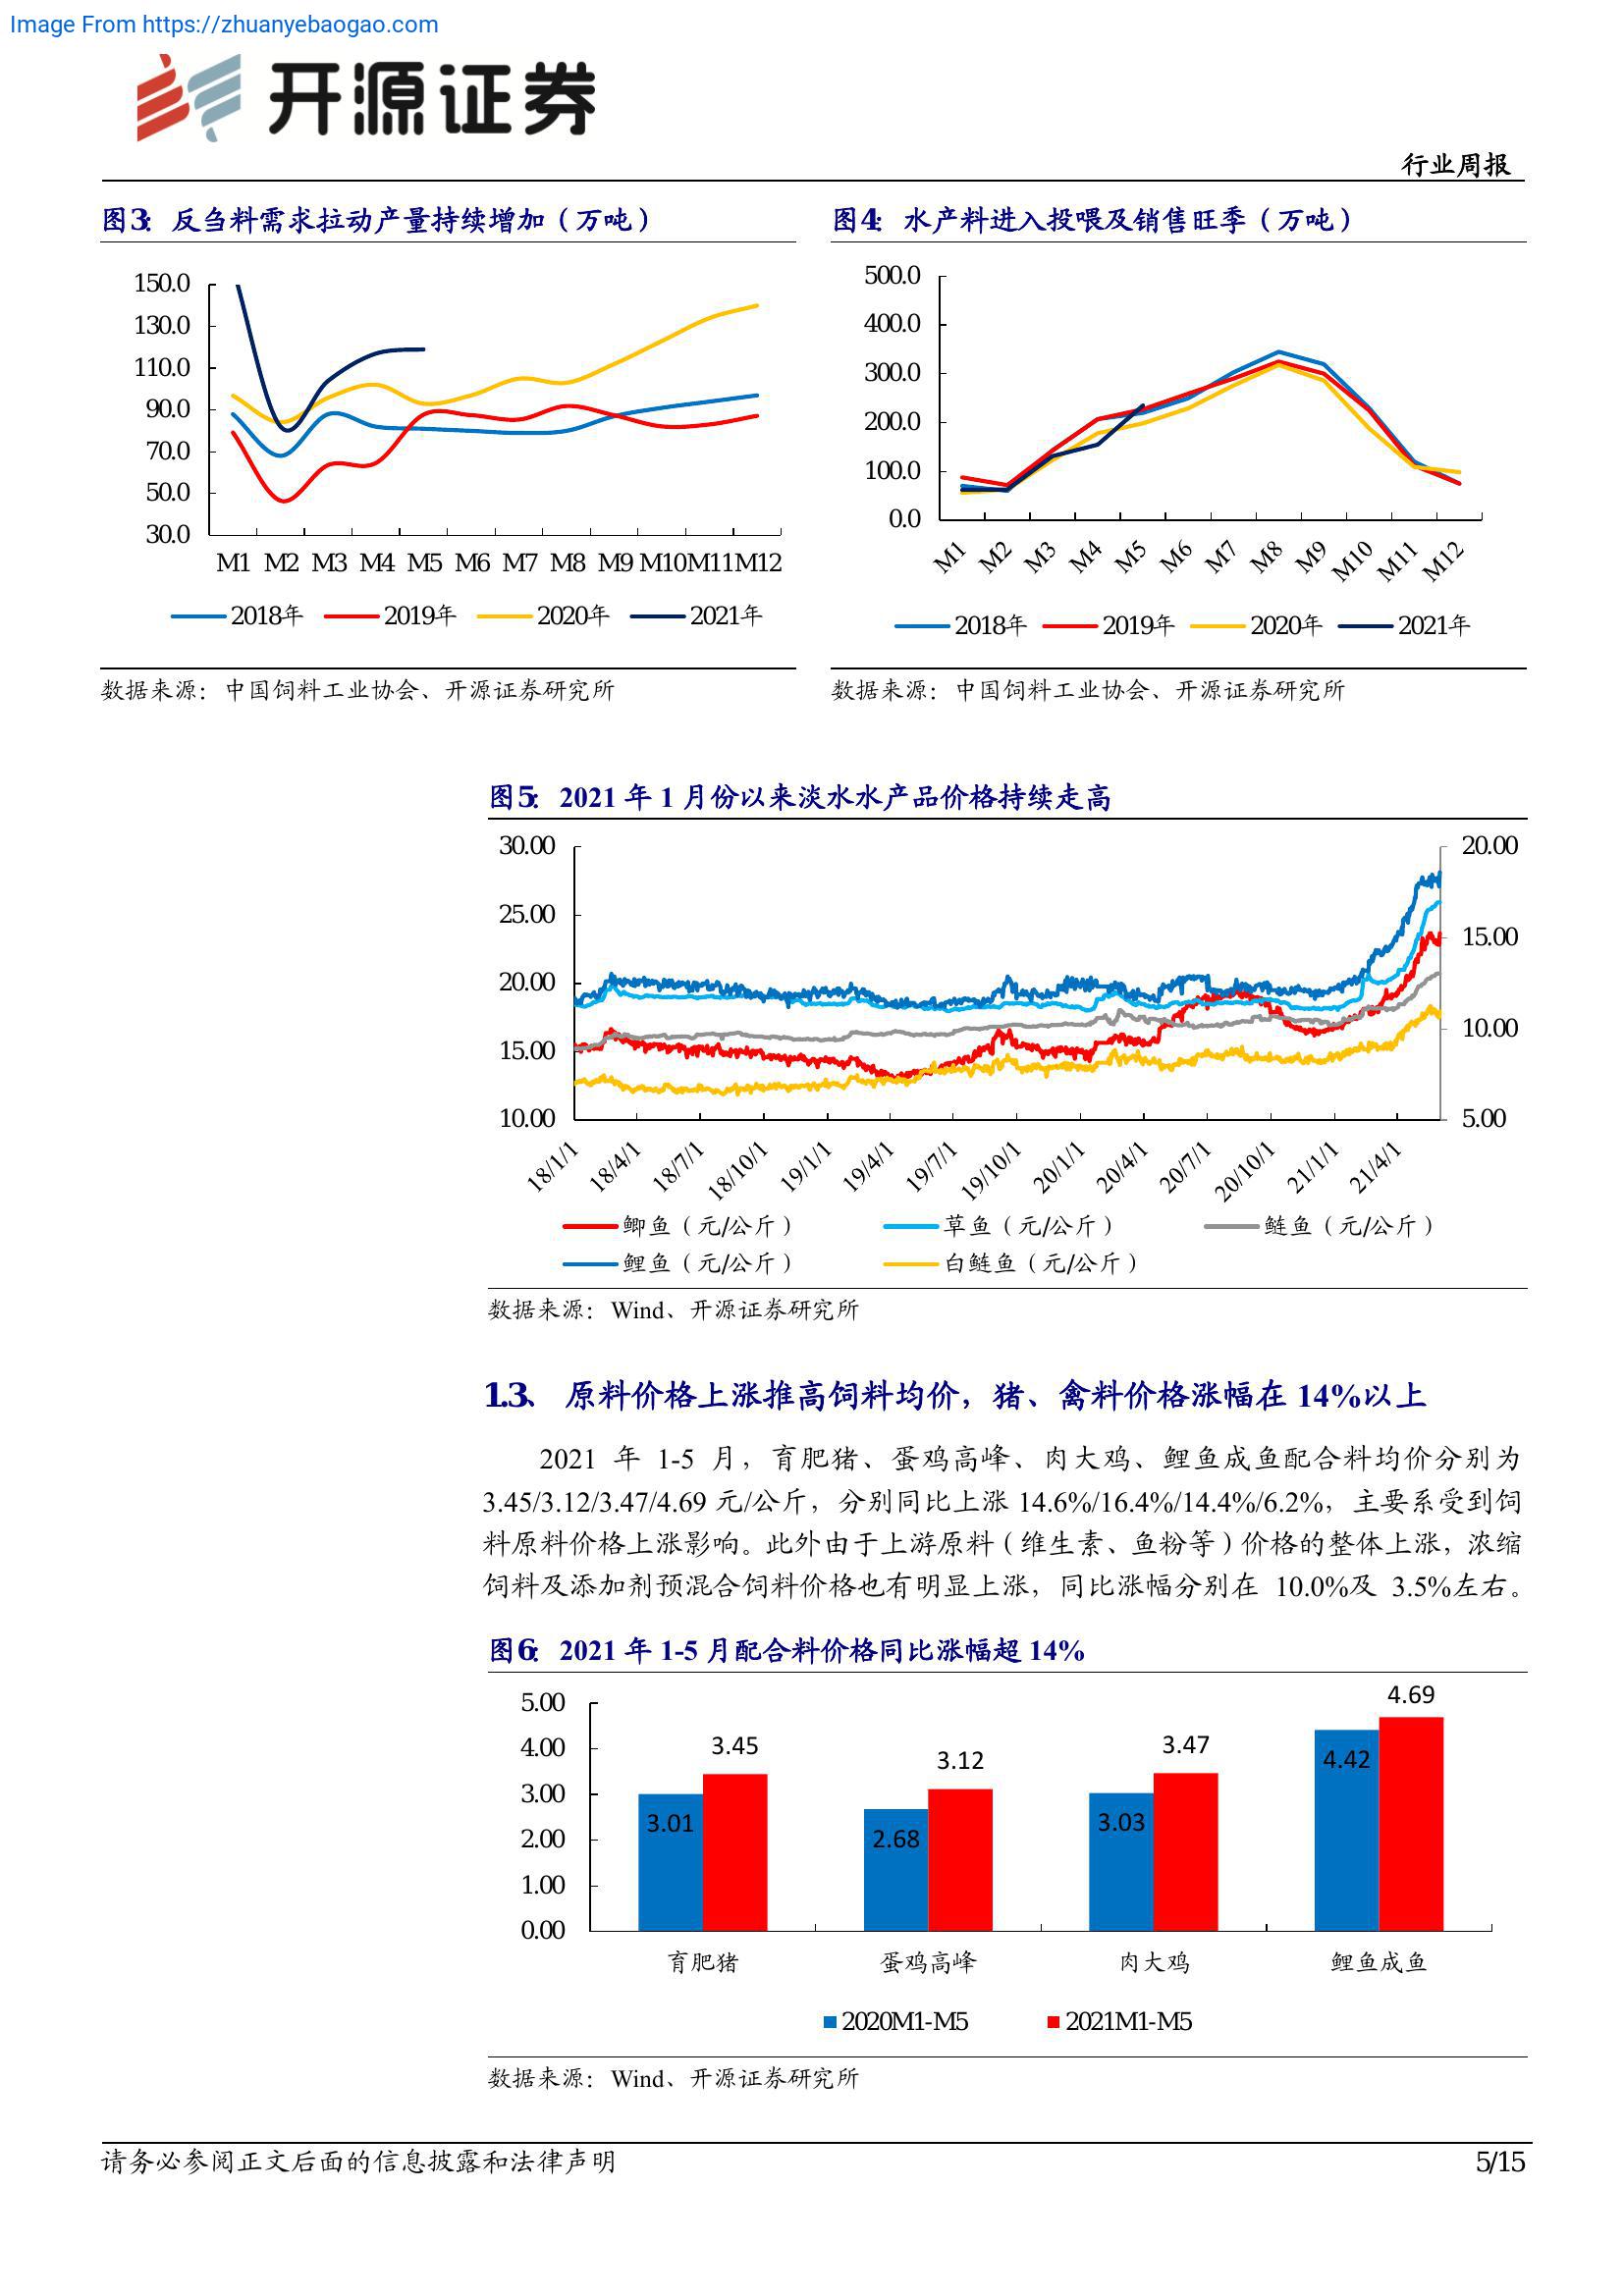 Image From https://zhuanyebaogao.com
开源证券
行业周报
图3： 反刍料需求拉动产量持续增加（万吨）
150.0
130.0
110.0
90.0
70.0
50.0
30.0
M1 M2 M3 M4 M5 M6 M7 M8 M9 M10 M11 M12
2018年 2019年 2020年 2021年
数据来源：中国饲料工业协会、开源证券研究所
图4： 水产料进入投喂及销售旺季（万吨）
500.0
400.0
300.0
200.0
100.0
0.0
M1 M2 M3 M4 M5 M6 M7 M8 M9 M10 M11 M12
2018年 2019年 2020年 2021年
数据来源：中国饲料工业协会、开源证券研究所
图5： 2021 年 1 月份以来淡水水产品价格持续走高
30.00
25.00
20.00
15.00
10.00
20.00
15.00
10.00
5.00
18/1/1 18/4/1 18/7/1 18/10/1 19/1/1 19/4/1 19/7/1 19/10/1 20/1/1 20/4/1 20/7/1 20/10/1 21/1/1 21/4/1
鲫鱼（元/公斤） 草鱼（元/公斤） 鲢鱼（元/公斤）
鲤鱼（元/公斤） 白鲢鱼（元/公斤）
数据来源：Wind、开源证券研究所
1.3、 原料价格上涨推高饲料均价，猪、禽料价格涨幅在 14%以上
2021 年 1-5 月，育肥猪、蛋鸡高峰、肉大鸡、鲤鱼成鱼配合料均价分别为
3.45/3.12/3.47/4.69 元/公斤，分别同比上涨 14.6%/16.4%/14.4%/6.2%，主要系受到饲
料原料价格上涨影响。此外由于上游原料（维生素、鱼粉等）价格的整体上涨，浓缩
饲料及添加剂预混合饲料价格也有明显上涨，同比涨幅分别在 10.0%及 3.5%左右。
图6： 2021 年 1-5 月配合料价格同比涨幅超 14%
5.00
4.00
3.00
2.00
1.00
0.00
3.01 3.45 2.68 3.12 3.03 3.47 4.42 4.69
育肥猪 蛋鸡高峰 肉大鸡 鲤鱼成鱼
2020M1-M5 2021M1-M5
数据来源：Wind、开源证券研究所
请务必参阅正文后面的信息披露和法律声明
5/15